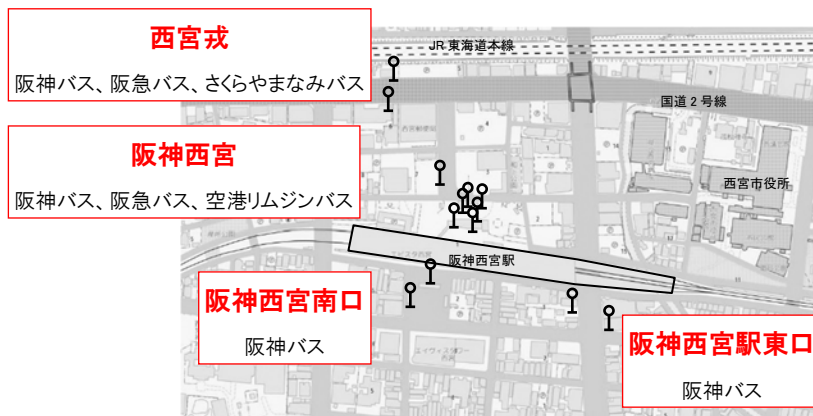 西宮戎
阪神バス、阪急バス、さくらやまなみバス
JR東海道本線
国道2号線
阪神西宮
阪神バス、阪急バス、空港リムジンバス
西宮市役所
阪神西宮駅
阪神西宮南口
阪神バス
阪神西宮駅東口
阪神バス